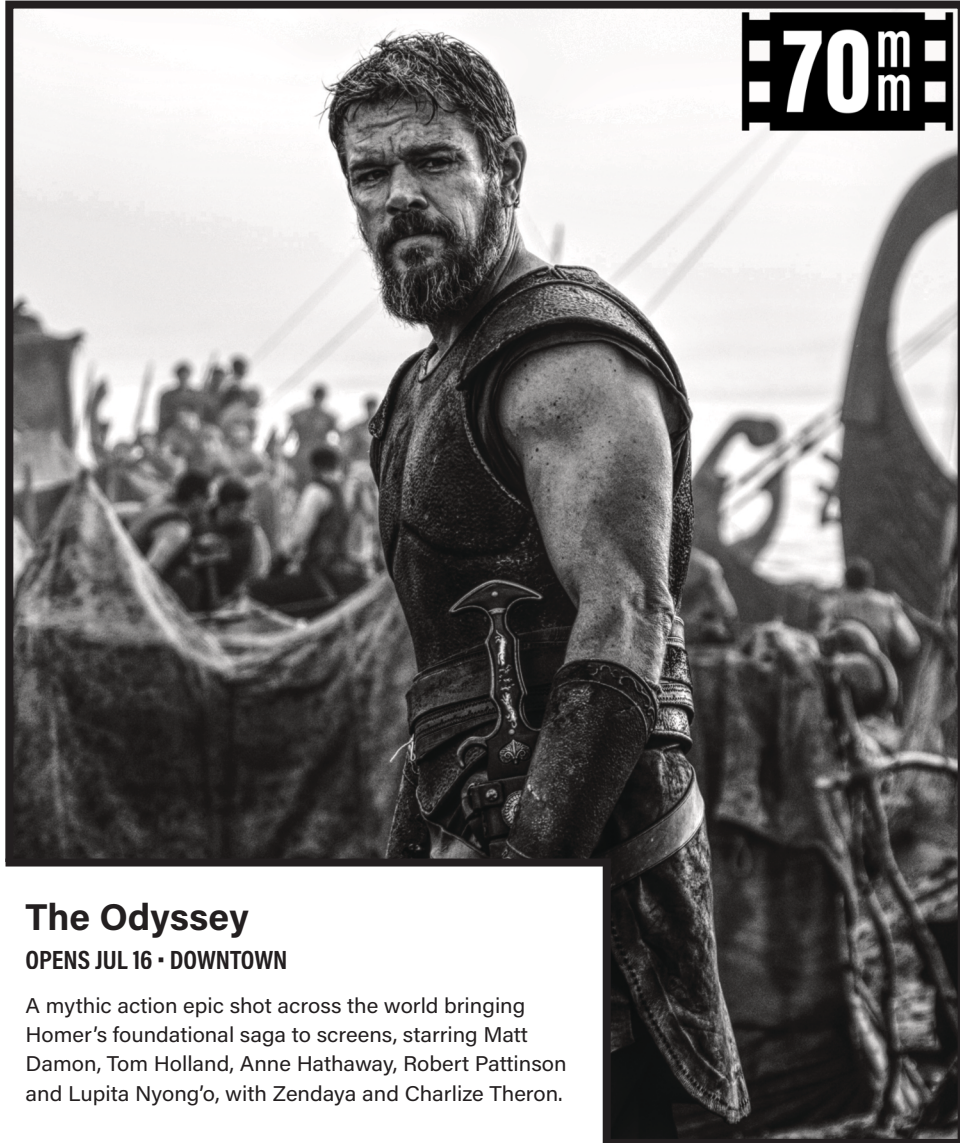 70mm
The Odyssey
OPENS JUL 16 · DOWNTOWN
A mythic action epic shot across the world bringing
Homer’s foundational saga to screens, starring Matt
Damon, Tom Holland, Anne Hathaway, Robert Pattinson
and Lupita Nyong’o, with Zendaya and Charlize Theron.